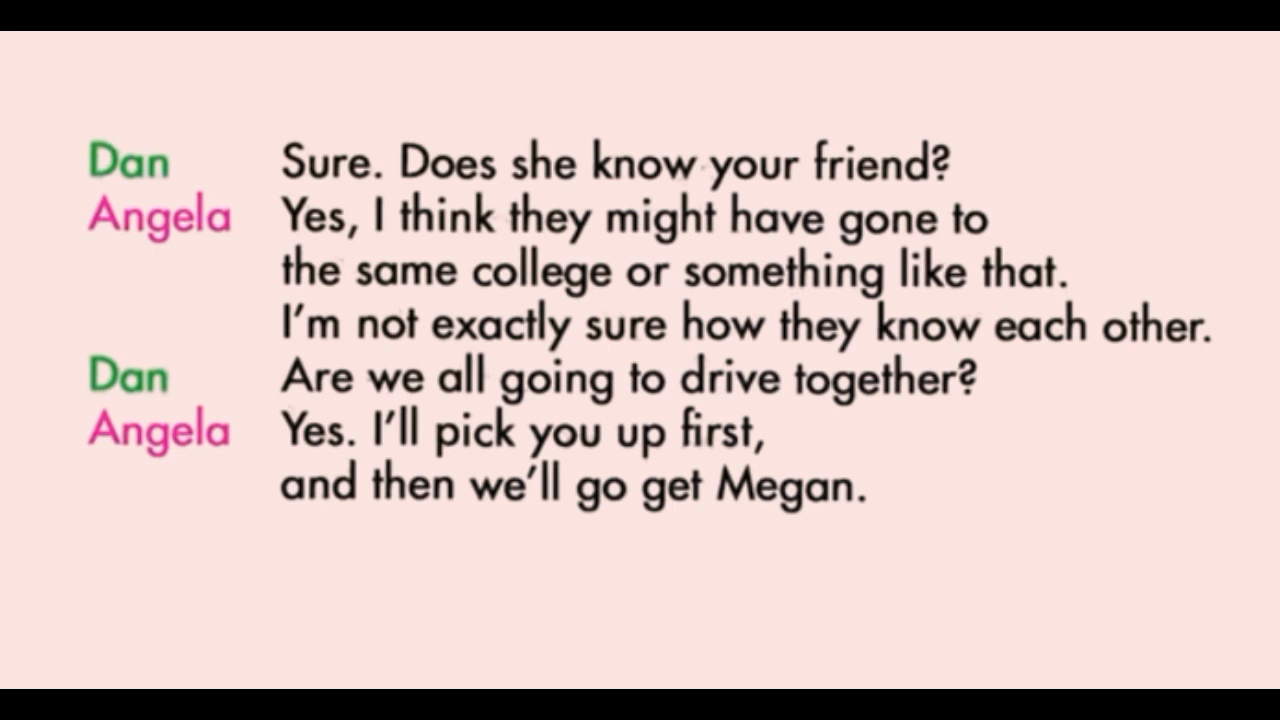 Dan Sure. Does she know your friend?
Angela Yes, I think they might have gone to
the same college or something like that.
I'm not exactly sure how they know each other.
Dan Are we all going to drive together?
Angela Yes. I'll pick you up first,
and then we'll go get Megan.